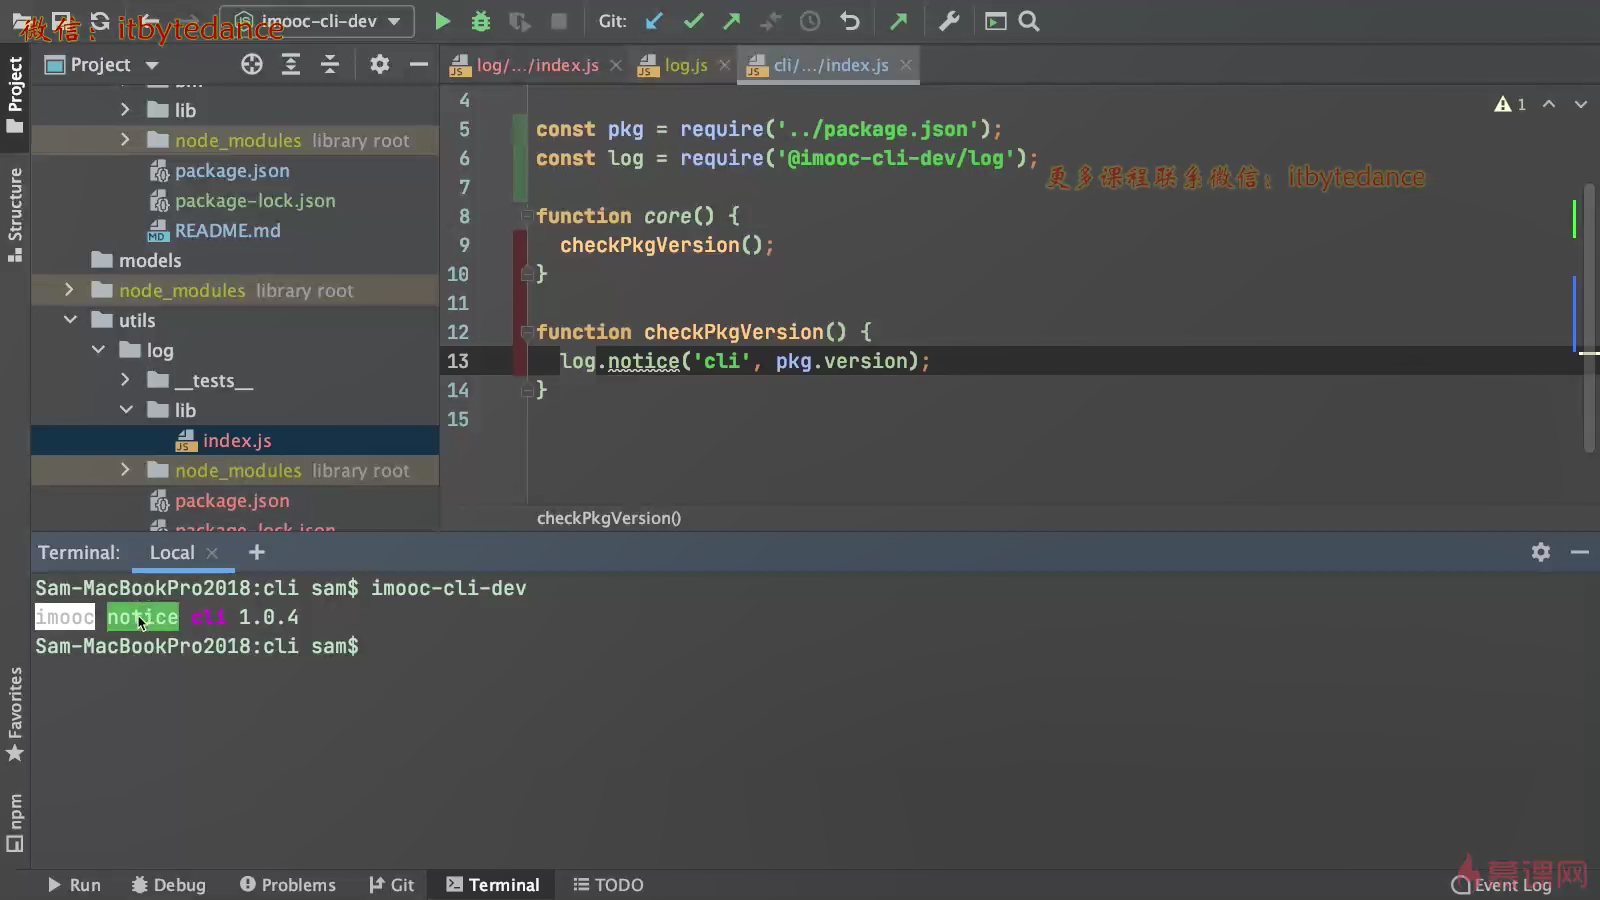 微信：itbytedance
imooc-cli-dev
Git:
Project
log/.../index.js
log.js
cli/.../index.js
Project
Structure
Favorites
npm
lib
node_modules library root
package.json
package-lock.json
README.md
models
node_modules library root
utils
log
__tests__
lib
index.js
node_modules library root
package.json
package-lock.json
1
4
5 const pkg = require('../package.json');
6 const log = require('@imooc-cli-dev/log');
更多课程联系微信：itbytedance
7
8 function core() {
9 checkPkgVersion();
10 }
11
12 function checkPkgVersion() {
13 log.notice('cli', pkg.version);
14 }
15
checkPkgVersion()
Terminal: Local
Sam-MacBookPro2018:cli sam$ imooc-cli-dev
imooc notice cli 1.0.4
Sam-MacBookPro2018:cli sam$
慕课网
Run Debug Problems Git Terminal TODO Event Log